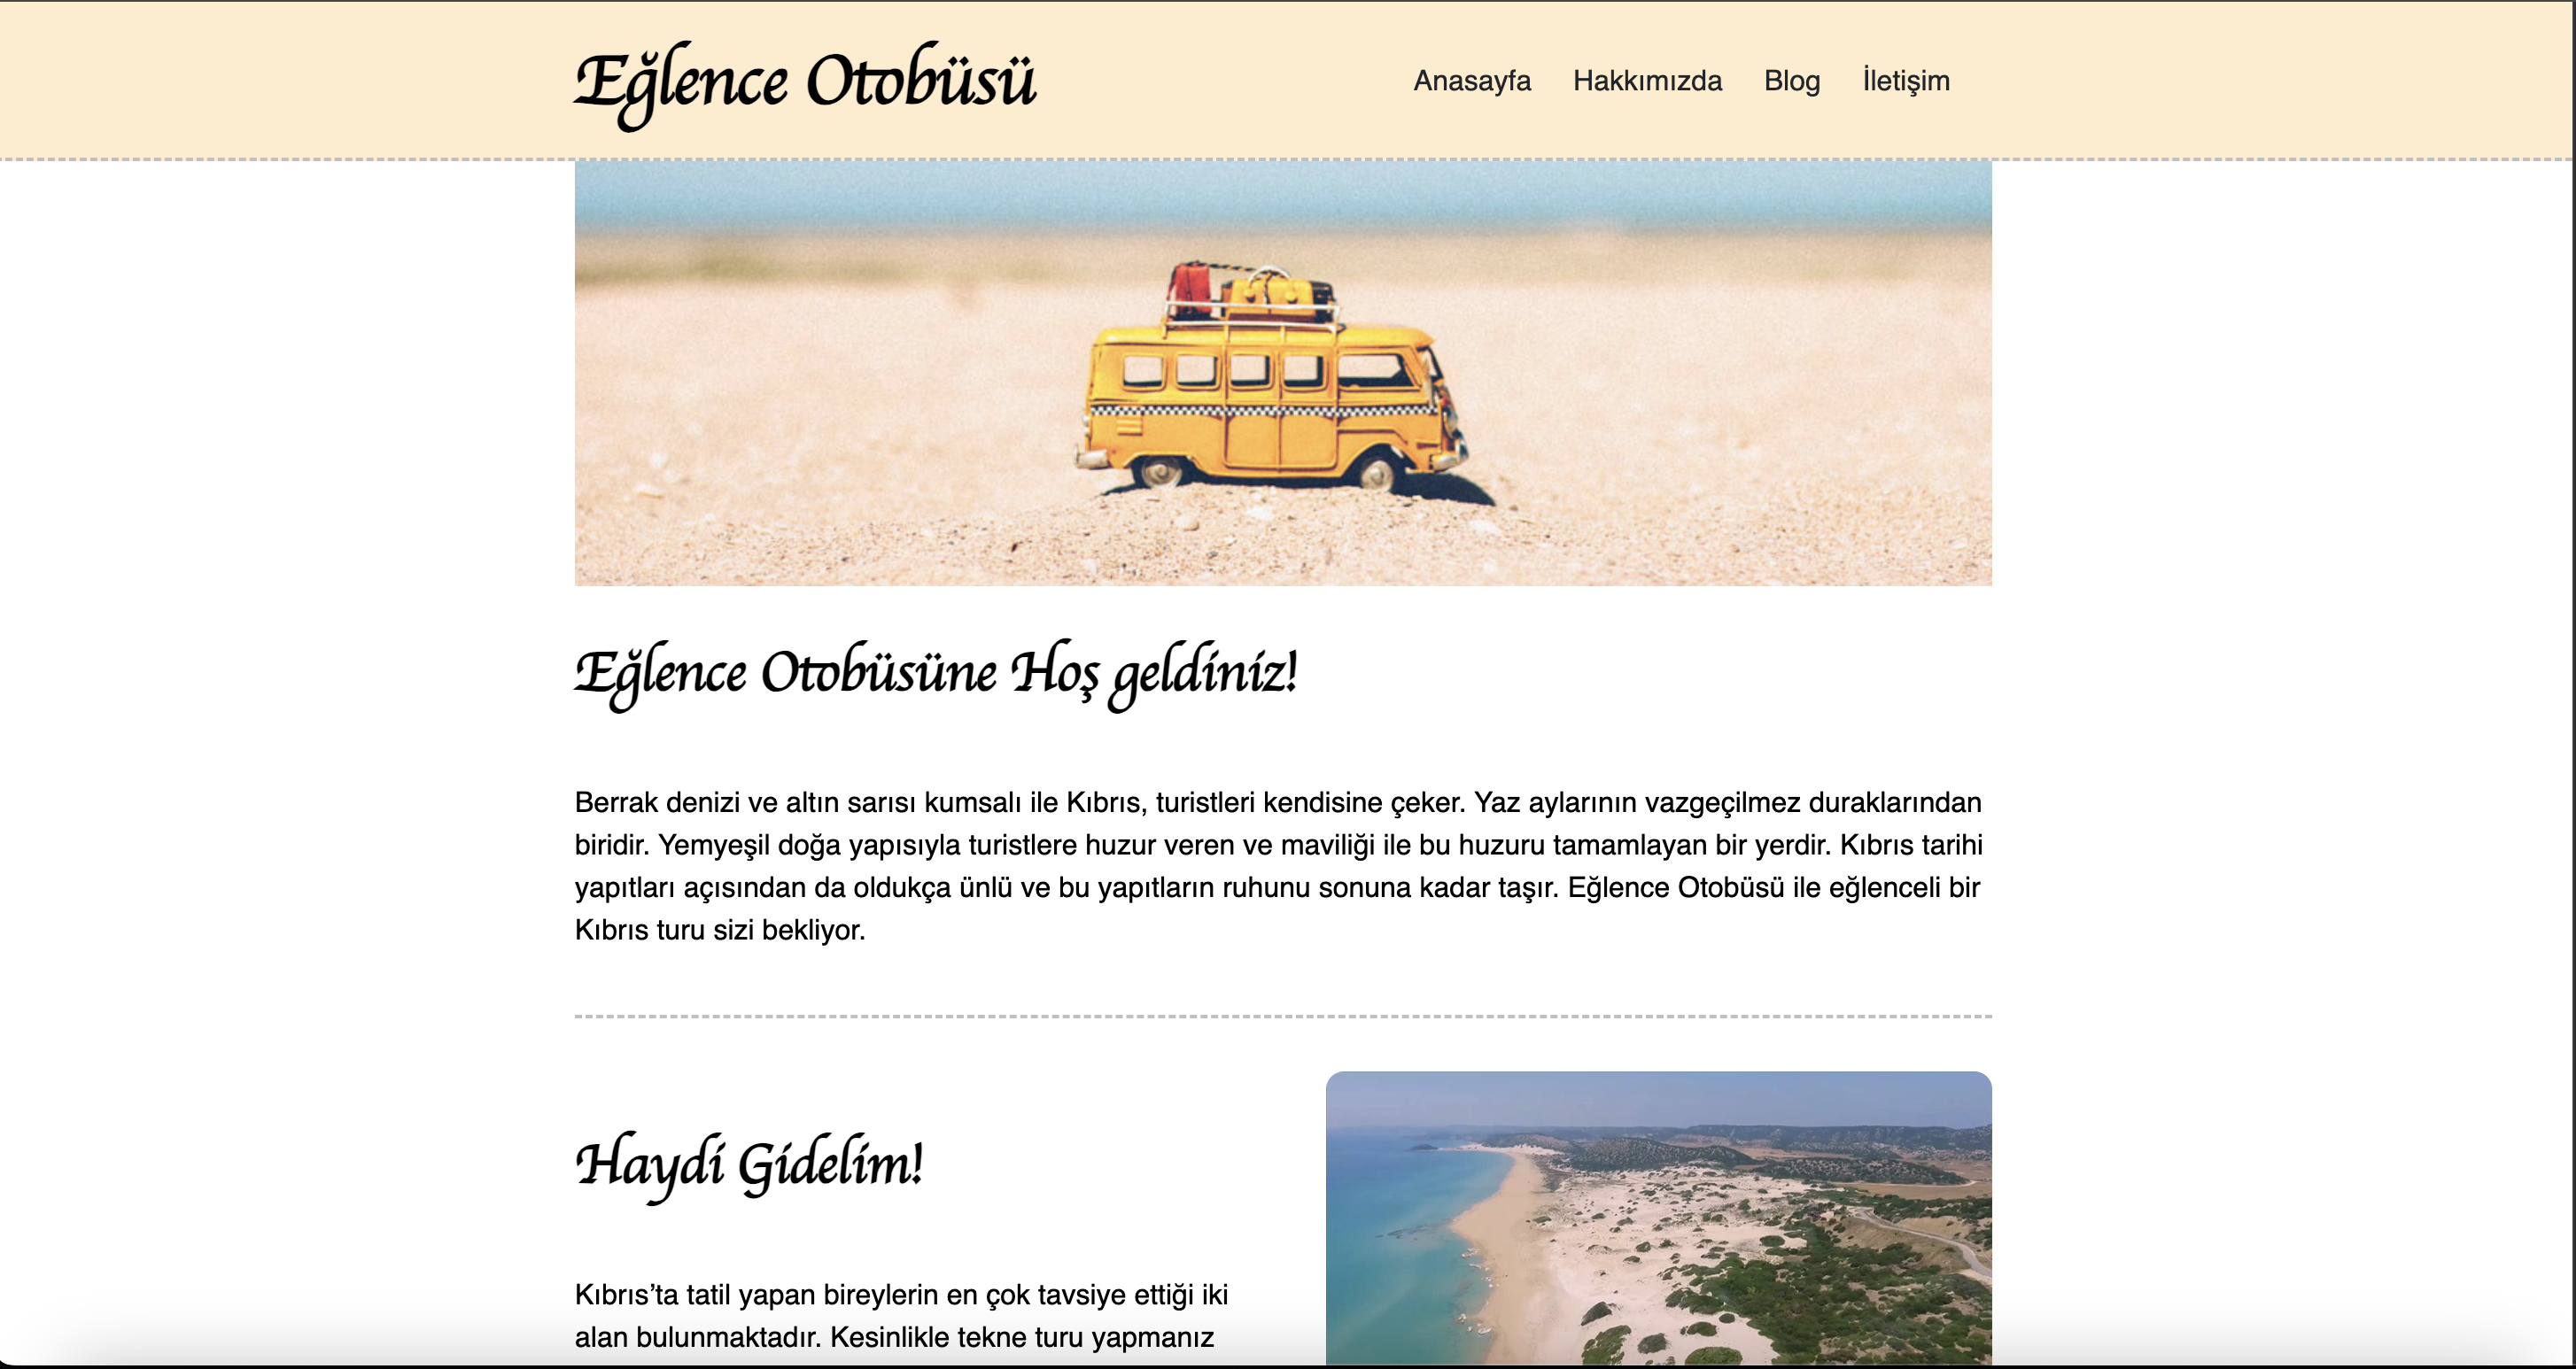 Eğlence Otobüsü
Anasayfa Hakkımızda Blog İletişim
Eğlence Otobüsüne Hoş geldiniz!
Berrak denizi ve altın sarısı kumsalı ile Kıbrıs, turistleri kendisine çeker. Yaz aylarının vazgeçilmez duraklarından
biridir. Yemyeşil doğa yapısıyla turistlere huzur veren ve maviliği ile bu huzuru tamamlayan bir yerdir. Kıbrıs tarihi
yapıtları açısından da oldukça ünlü ve bu yapıtların ruhunu sonuna kadar taşır. Eğlence Otobüsü ile eğlenceli bir
Kıbrıs turu sizi bekliyor.
Haydi Gidelim!
Kıbrıs’ta tatil yapan bireylerin en çok tavsiye ettiği iki
alan bulunmaktadır. Kesinlikle tekne turu yapmanız